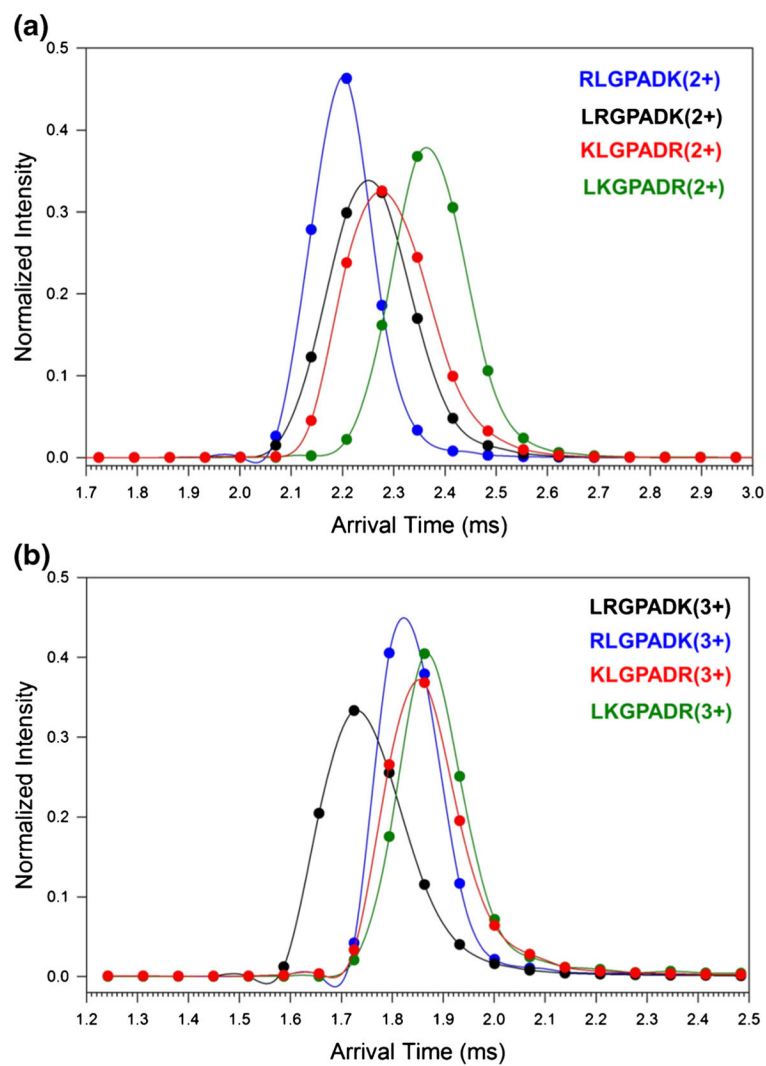 (a)
0.5
0.4
0.3
0.2
0.1
0.0
Normalized Intensity
RLGPADK(2+)
LRGPADK(2+)
KLGPADR(2+)
LKGPADR(2+)
1.7 1.8 1.9 2.0 2.1 2.2 2.3 2.4 2.5 2.6 2.7 2.8 2.9 3.0
Arrival Time (ms)
(b)
0.5
0.4
0.3
0.2
0.1
0.0
Normalized Intensity
LRGPADK(3+)
RLGPADK(3+)
KLGPADR(3+)
LKGPADR(3+)
1.2 1.3 1.4 1.5 1.6 1.7 1.8 1.9 2.0 2.1 2.2 2.3 2.4 2.5
Arrival Time (ms)